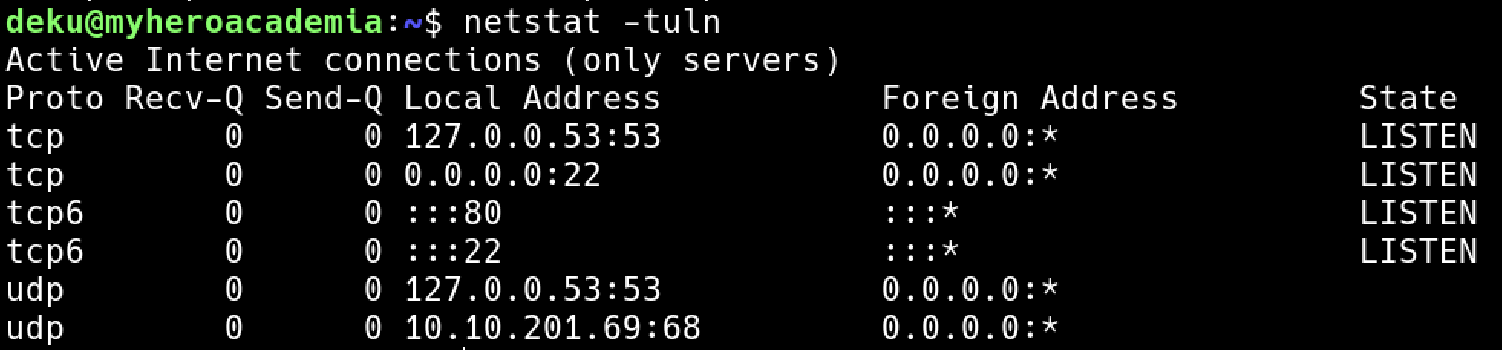 deku@myheroacademia:~$ netstat -tuln
Active Internet connections (only servers)
Proto Recv-Q Send-Q Local Address           Foreign Address         State
tcp        0      0 127.0.0.53:53           0.0.0.0:*               LISTEN
tcp        0      0 0.0.0.0:22              0.0.0.0:*               LISTEN
tcp6       0      0 :::80                   :::*                    LISTEN
tcp6       0      0 :::22                   :::*                    LISTEN
udp        0      0 127.0.0.53:53           0.0.0.0:*
udp        0      0 10.10.201.69:68         0.0.0.0:*